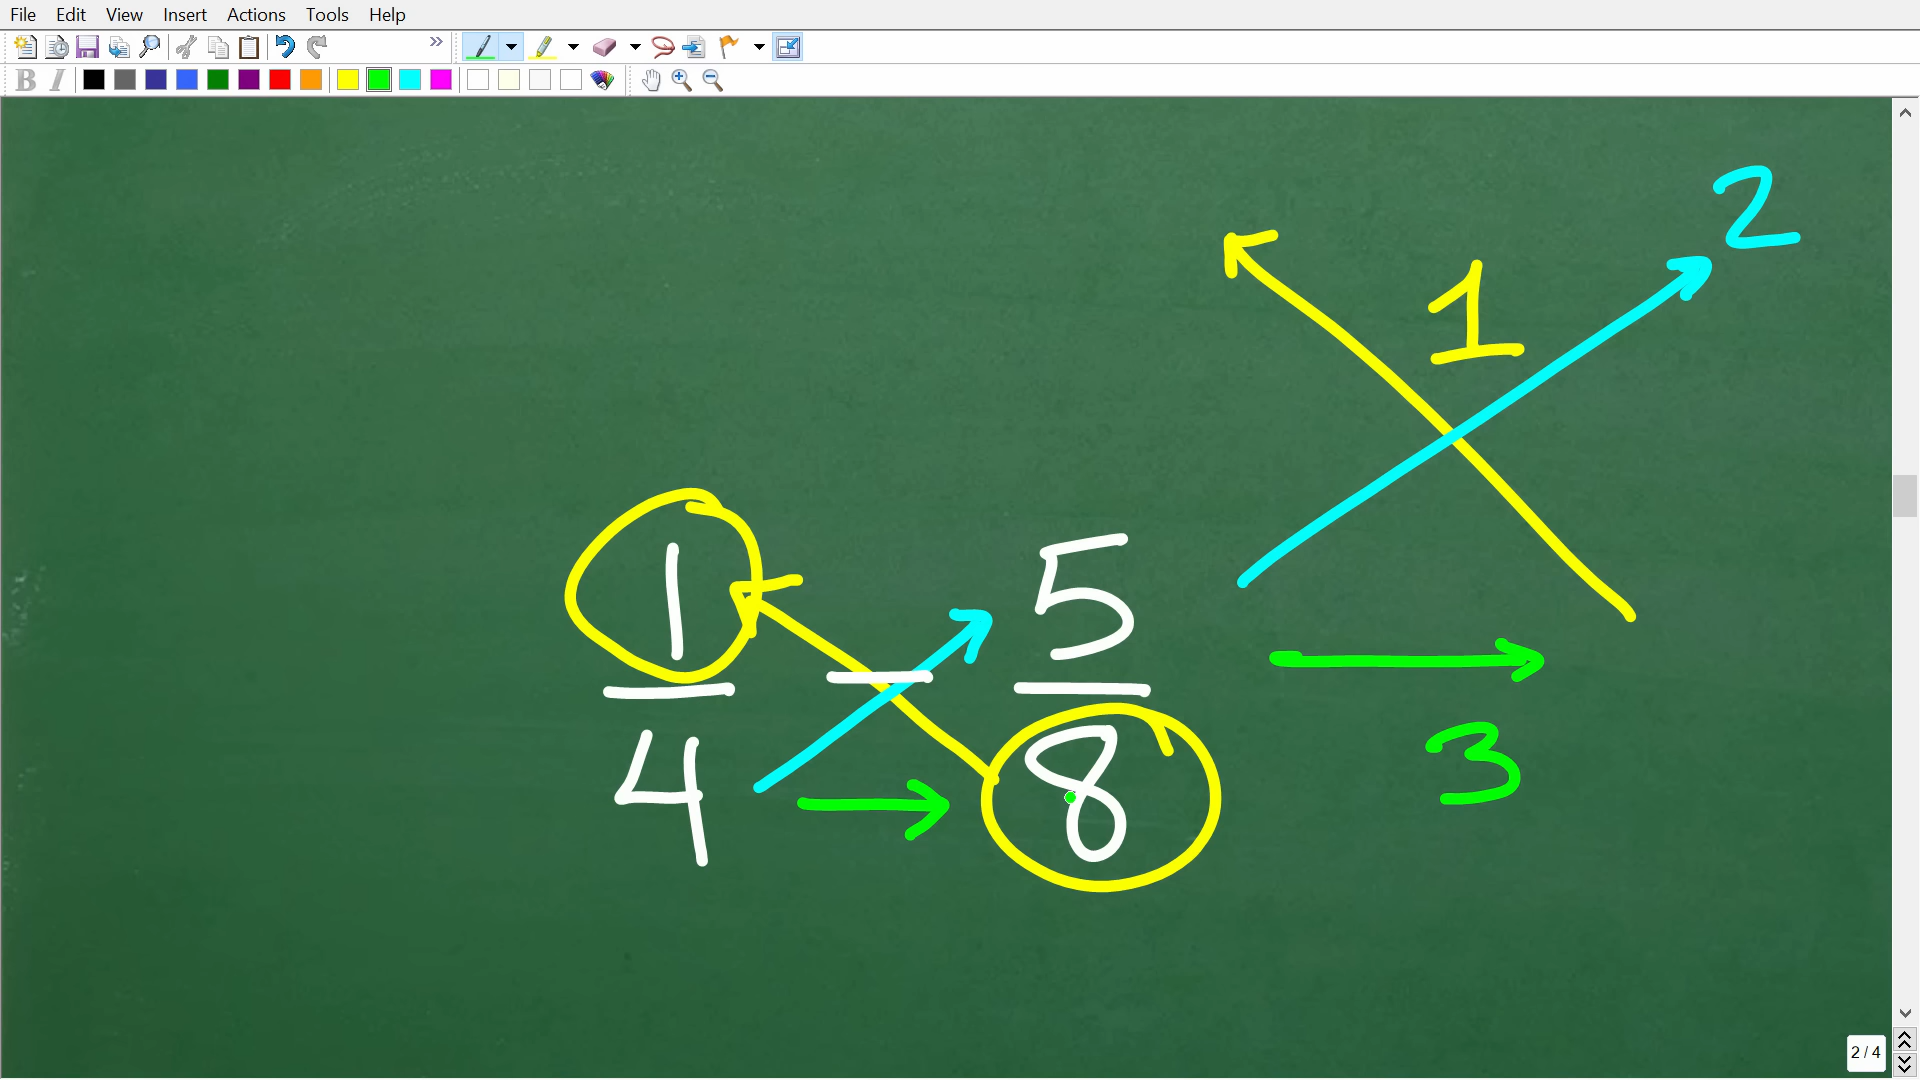 File Edit View Insert Actions Tools Help
B I
2
1
1 — 5
4 8
3
2 / 4